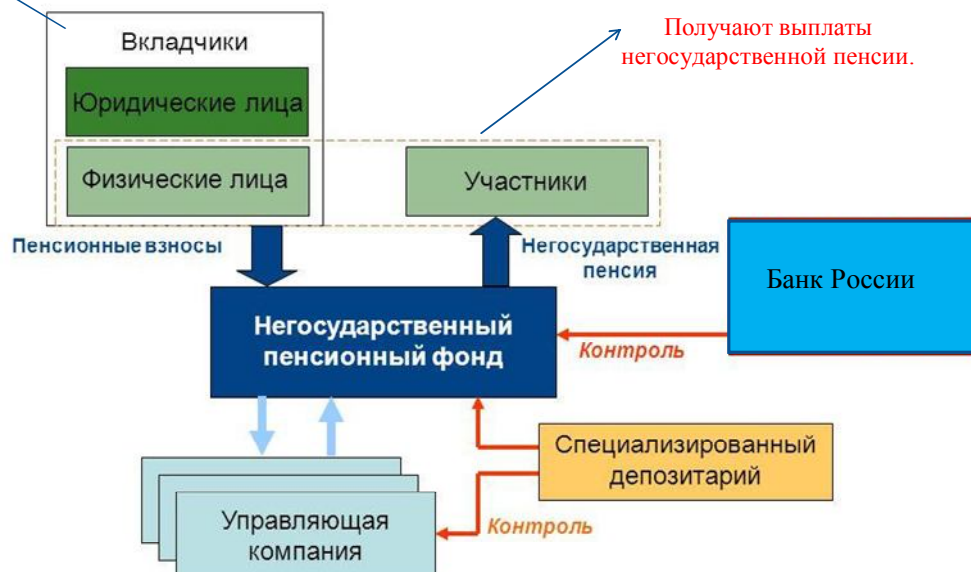 Вкладчики
Юридические лица
Физические лица
Получают выплаты
негосударственной пенсии.
Участники
Пенсионные взносы
Негосударственная
пенсия
Банк России
Негосударственный
пенсионный фонд
Контроль
Специализированный
депозитарий
Управляющая
компания
Контроль